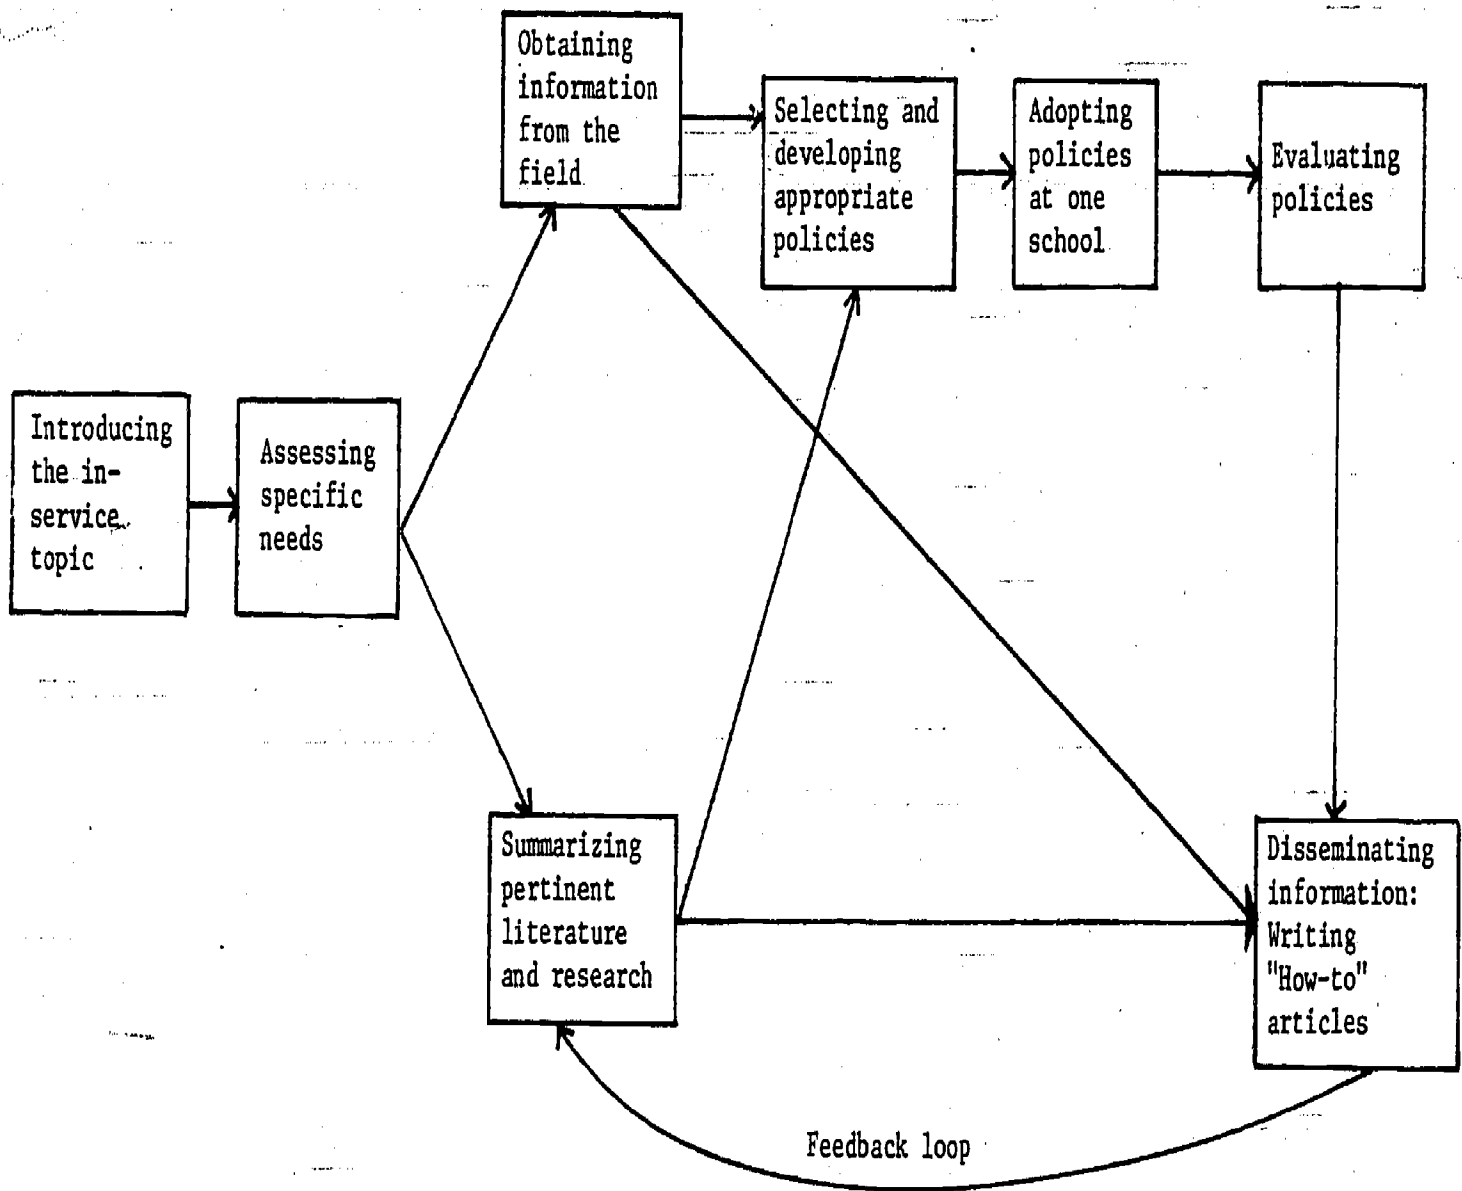 Obtaining
information
from the
field
Selecting and
developing
appropriate
policies
Adopting
policies
at one
school
Evaluating
policies
Introducing
the in-
service
topic
Assessing
specific
needs
Summarizing
pertinent
literature
and research
Disseminating
information:
Writing
"How-to"
articles
Feedback loop